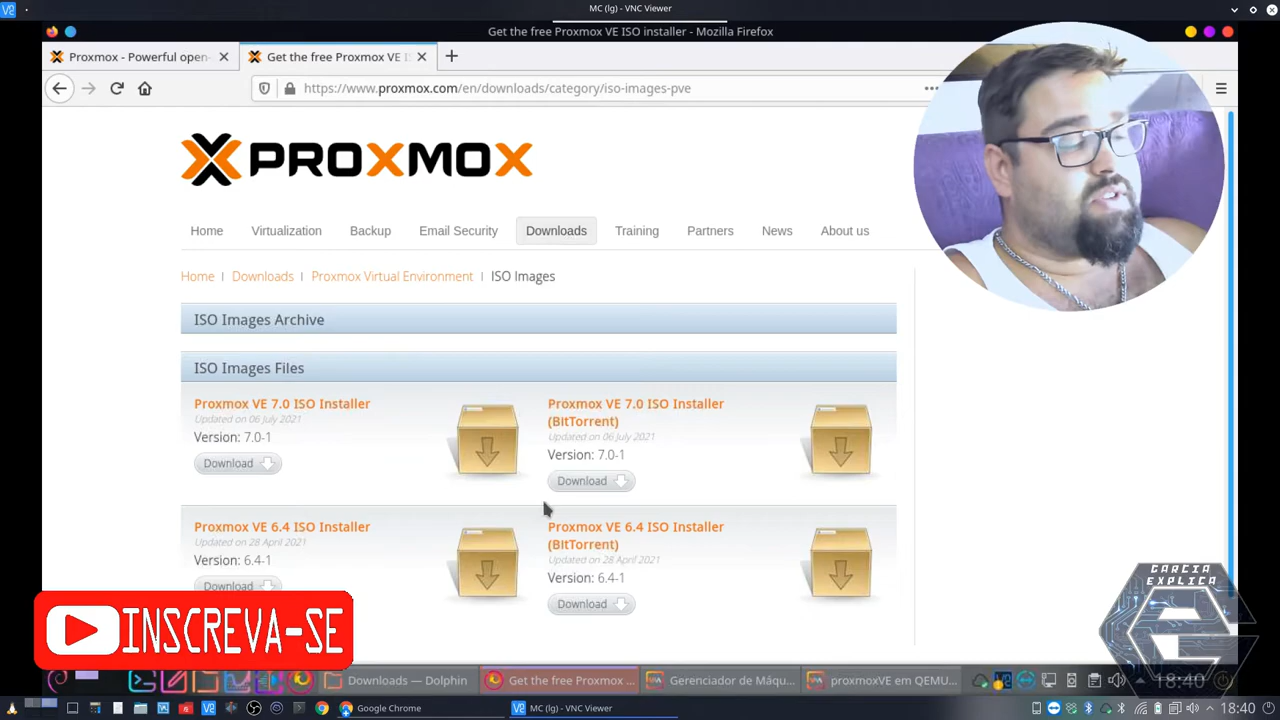 MC (lg) - VNC Viewer
Get the free Proxmox VE ISO installer - Mozilla Firefox
Proxmox - Powerful open-
Get the free Proxmox VE I
https://www.proxmox.com/en/downloads/category/iso-images-pve
PROXMOX
Home Virtualization Backup Email Security Downloads Training Partners News About us
Home | Downloads | Proxmox Virtual Environment | ISO Images
ISO Images Archive
ISO Images Files
Proxmox VE 7.0 ISO Installer
Updated on 06 July 2021
Version: 7.0-1
Download
Proxmox VE 7.0 ISO Installer
(BitTorrent)
Updated on 06 July 2021
Version: 7.0-1
Download
Proxmox VE 6.4 ISO Installer
Updated on 28 April 2021
Version: 6.4-1
Download
Proxmox VE 6.4 ISO Installer
(BitTorrent)
Updated on 28 April 2021
Version: 6.4-1
Download
GARCIA
EXPLICA
INSCREVA-SE
Downloads — Dolphin
Get the free Proxmox ...
Gerenciador de Máqu...
proxmoxVE em QEMU...
18:40
Google Chrome
MC (lg) - VNC Viewer
18:40